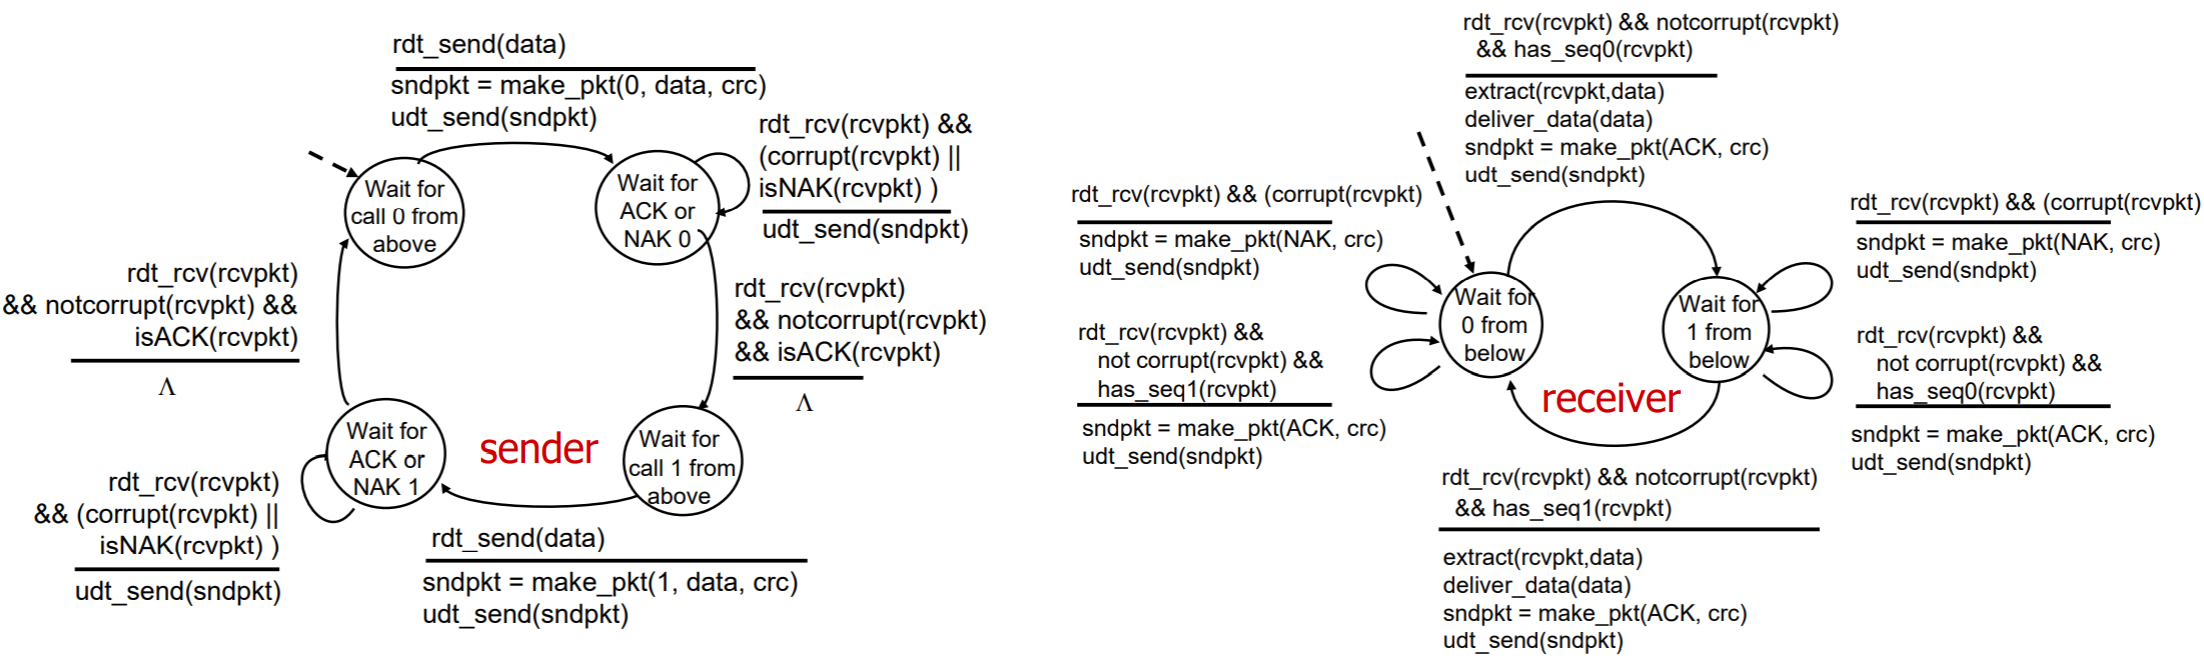 rdt_send(data)
sndpkt = make_pkt(0, data, crc)
udt_send(sndpkt)
rdt_rcv(rcvpkt) &&
(corrupt(rcvpkt) ||
isNAK(rcvpkt) )
udt_send(sndpkt)
Wait for
call 0 from
above
Wait for
ACK or
NAK 0
rdt_rcv(rcvpkt)
&& notcorrupt(rcvpkt) &&
isACK(rcvpkt)
Λ
rdt_rcv(rcvpkt)
&& notcorrupt(rcvpkt)
&& isACK(rcvpkt)
Λ
Wait for
ACK or
NAK 1
sender
Wait for
call 1 from
above
rdt_rcv(rcvpkt)
&& (corrupt(rcvpkt) ||
isNAK(rcvpkt) )
udt_send(sndpkt)
rdt_send(data)
sndpkt = make_pkt(1, data, crc)
udt_send(sndpkt)
rdt_rcv(rcvpkt) && notcorrupt(rcvpkt)
&& has_seq0(rcvpkt)
extract(rcvpkt,data)
deliver_data(data)
sndpkt = make_pkt(ACK, crc)
udt_send(sndpkt)
rdt_rcv(rcvpkt) && (corrupt(rcvpkt)
sndpkt = make_pkt(NAK, crc)
udt_send(sndpkt)
rdt_rcv(rcvpkt) &&
not corrupt(rcvpkt) &&
has_seq1(rcvpkt)
sndpkt = make_pkt(ACK, crc)
udt_send(sndpkt)
Wait for
0 from
below
receiver
Wait for
1 from
below
rdt_rcv(rcvpkt) && (corrupt(rcvpkt)
sndpkt = make_pkt(NAK, crc)
udt_send(sndpkt)
rdt_rcv(rcvpkt) &&
not corrupt(rcvpkt) &&
has_seq0(rcvpkt)
sndpkt = make_pkt(ACK, crc)
udt_send(sndpkt)
rdt_rcv(rcvpkt) && notcorrupt(rcvpkt)
&& has_seq1(rcvpkt)
extract(rcvpkt,data)
deliver_data(data)
sndpkt = make_pkt(ACK, crc)
udt_send(sndpkt)